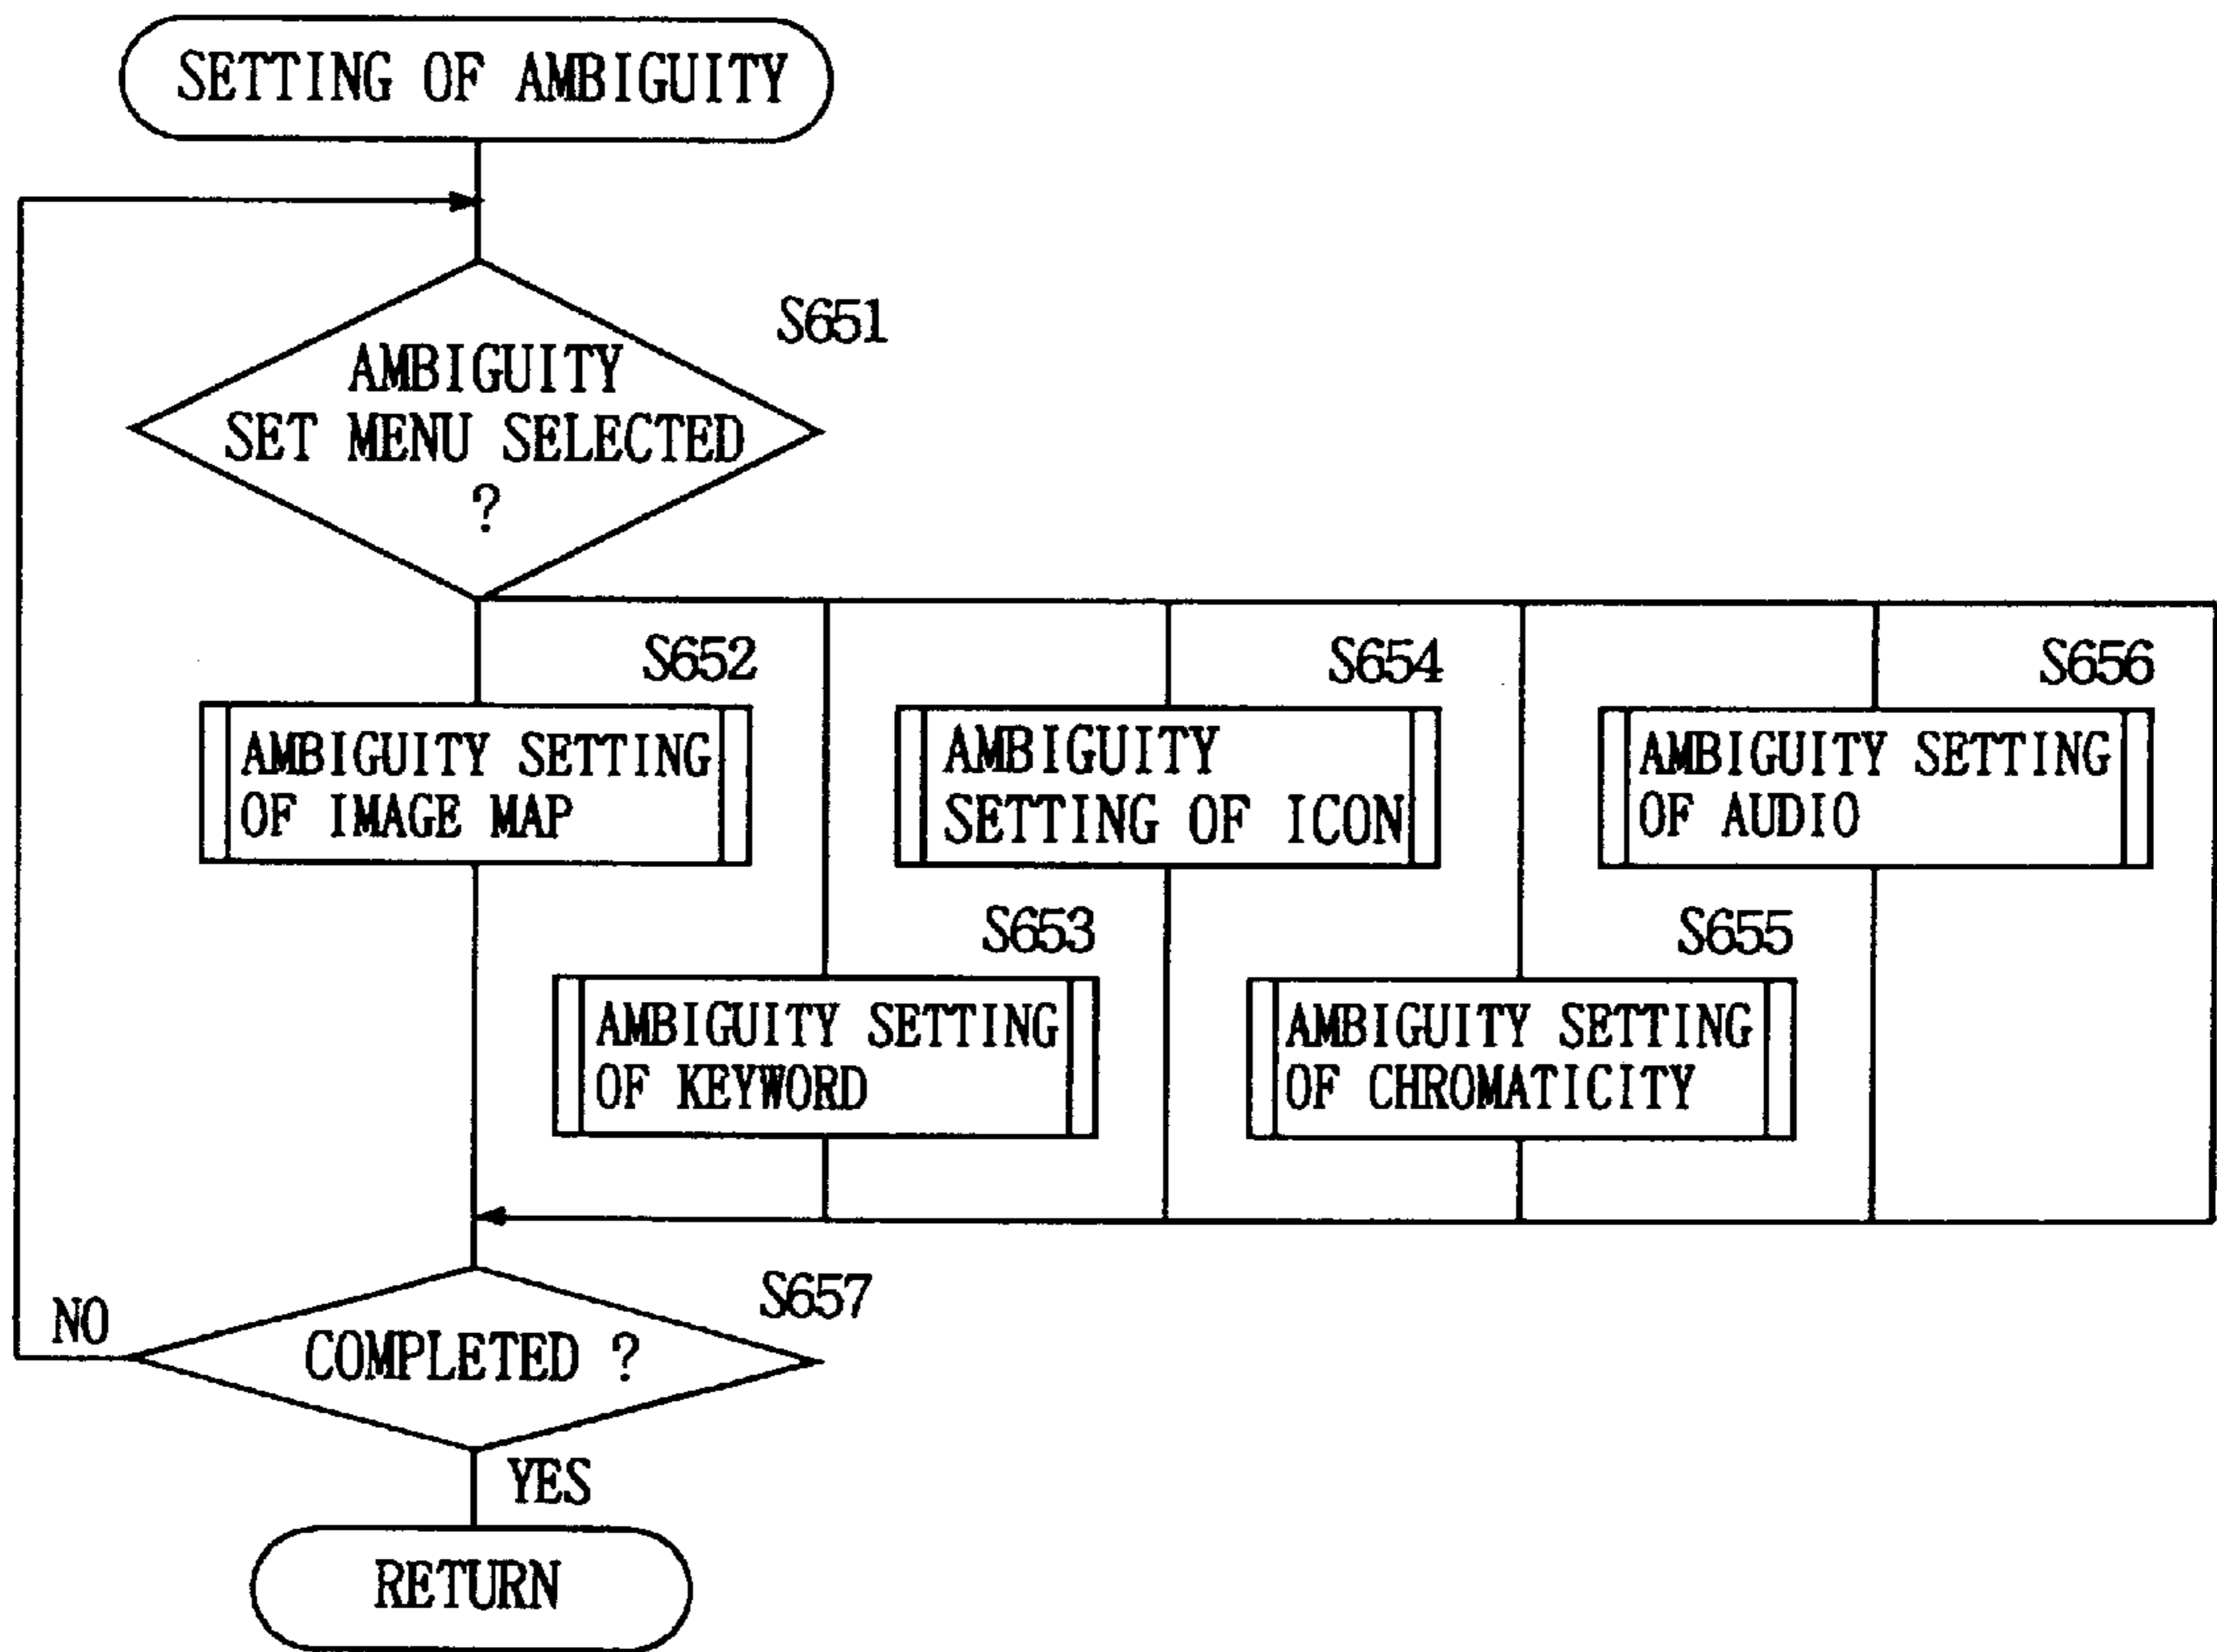 SETTING OF AMBIGUITY
S651
AMBIGUITY
SET MENU SELECTED
?
S652
AMBIGUITY SETTING
OF IMAGE MAP
S654
AMBIGUITY
SETTING OF ICON
S656
AMBIGUITY SETTING
OF AUDIO
S653
AMBIGUITY SETTING
OF KEYWORD
S655
AMBIGUITY SETTING
OF CHROMATICITY
S657
NO
COMPLETED ?
YES
RETURN